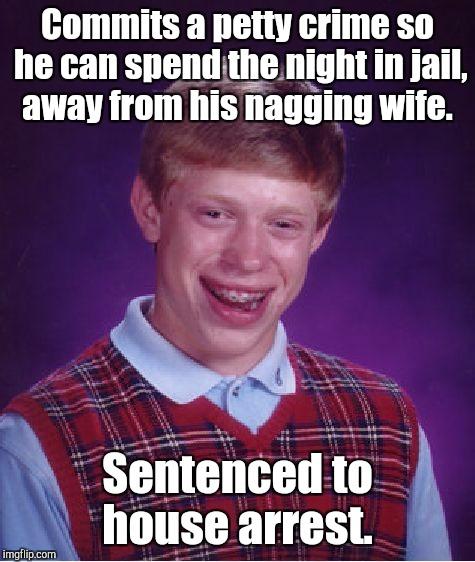 Commits a petty crime so
he can spend the night in jail,
away from his nagging wife.
Sentenced to
house arrest.
imgflip.com